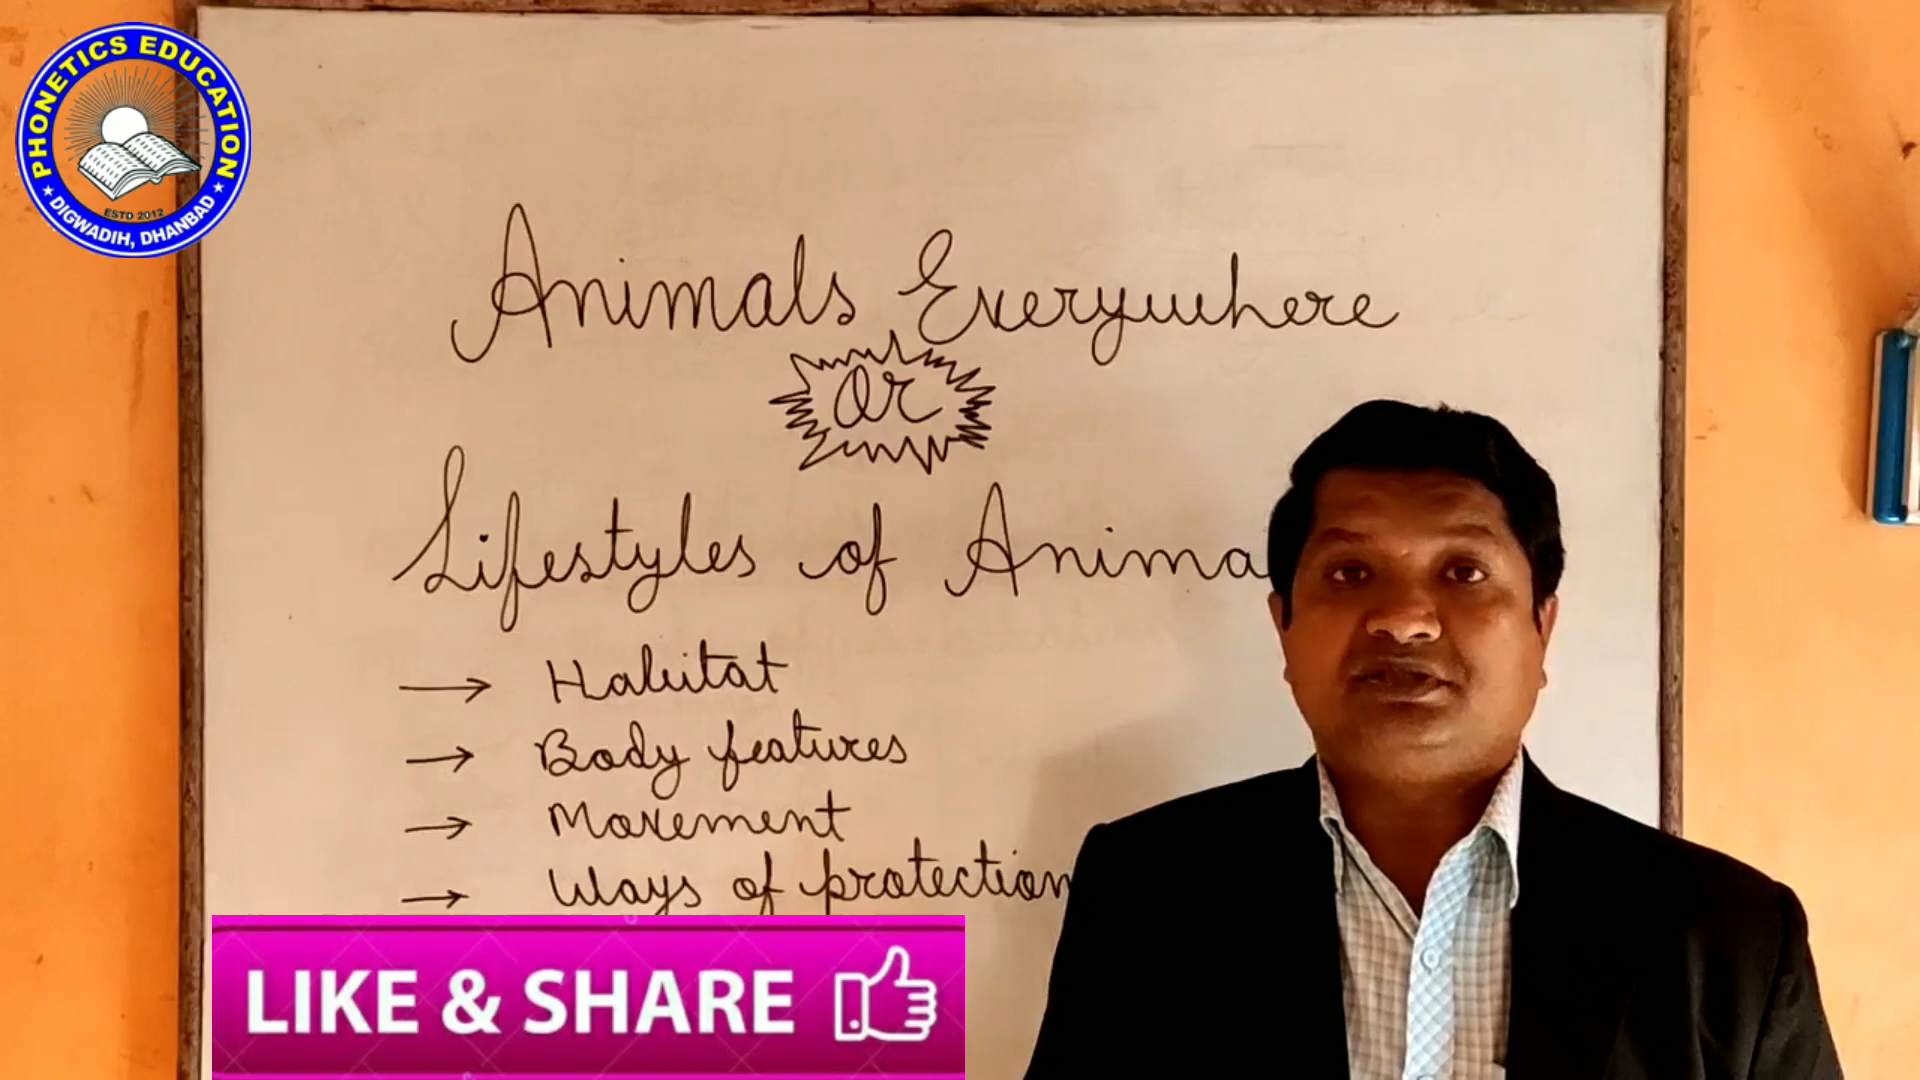 PHONETICS EDUCATION
ESTD 2012
DIGWADIH, DHANBAD
Animals Everywhere
or
Lifestyles of Anima
→ Habitat
→ Body features
→ Movement
→ Ways of protection
LIKE & SHARE